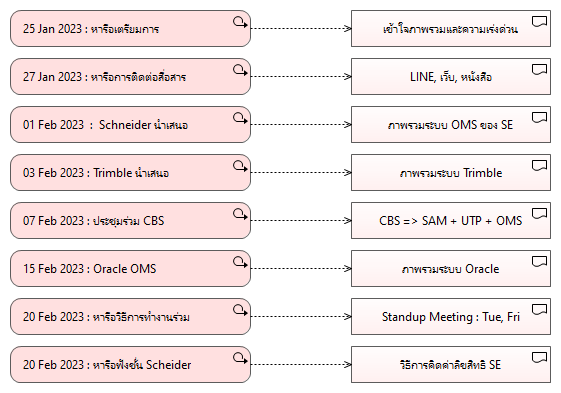 25 Jan 2023 : หารือเตรียมการ
เข้าใจภาพรวมและความเร่งด่วน
27 Jan 2023 : หารือการติดต่อสื่อสาร
LINE, เว็บ, หนังสือ
01 Feb 2023 : Schneider นำเสนอ
ภาพรวมระบบ OMS ของ SE
03 Feb 2023 : Trimble นำเสนอ
ภาพรวมระบบ Trimble
07 Feb 2023 : ประชุมร่วม CBS
CBS => SAM + UTP + OMS
15 Feb 2023 : Oracle OMS
ภาพรวมระบบ Oracle
20 Feb 2023 : หารือวิธีการทำงานร่วม
Standup Meeting : Tue, Fri
20 Feb 2023 : หารือฟังชั่น Scheider
วิธีการคิดค่าลิขสิทธิ SE